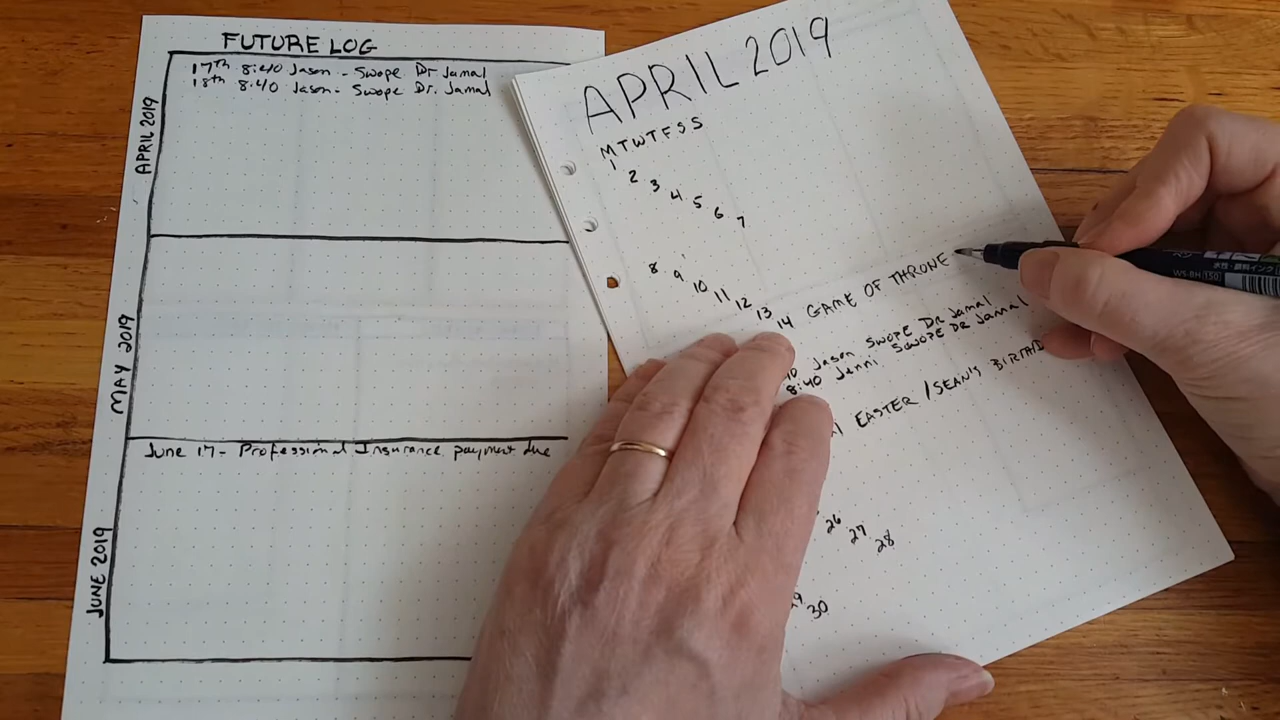 FUTURE LOG
APRIL 2019
17th 8:40 Jason - Swope Dr Jamal
18th 8:40 Jason - Swope Dr. Jamal
MAY 2019
JUNE 2019
June 17 - Professional Insurance payment due
APRIL 2019
M T W T F S S
1
2
3
4
5
6
7
8
9
10
11
12
13
14 GAME OF THRONE
Jason SWOPE DR Jamal
8:40 Jenni SWOPE DR Jamal
EASTER / SEAN'S
26
27
28
30
WS-BH 150